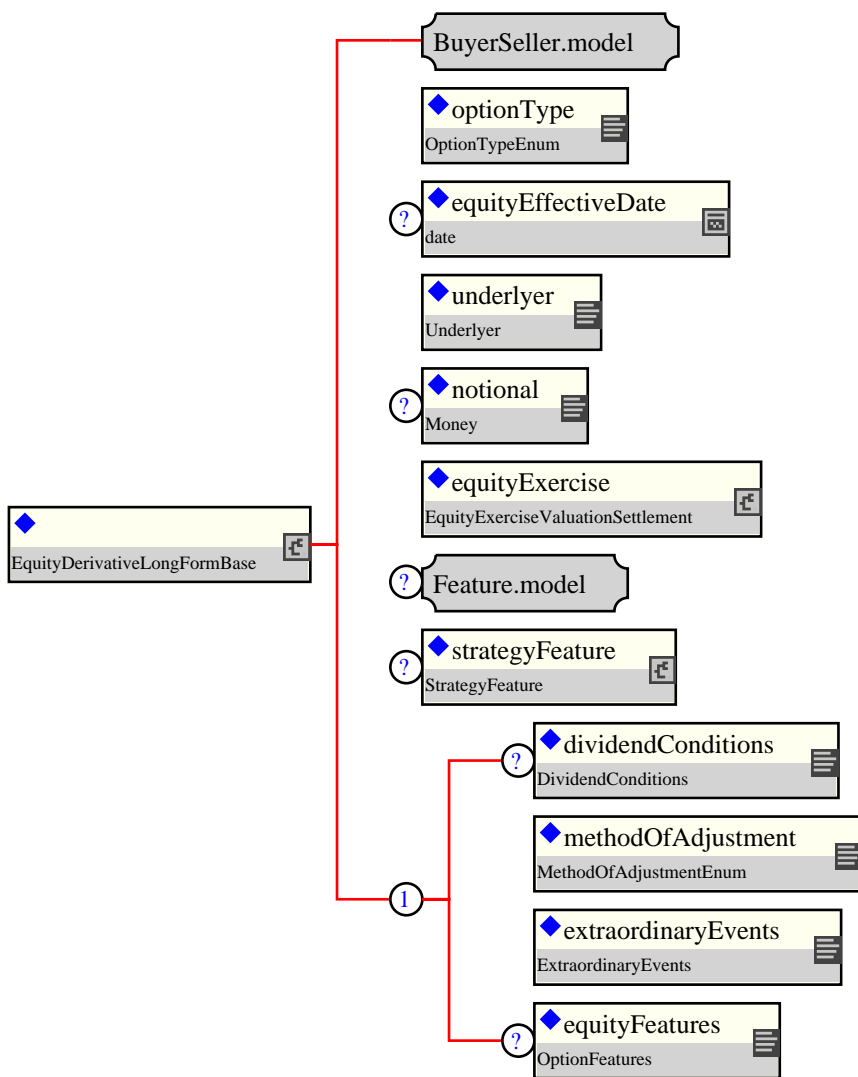 BuyerSeller.model
optionType
OptionTypeEnum
?
equityEffectiveDate
date
underlyer
Underlyer
?
notional
Money
equityExercise
EquityExerciseValuationSettlement
EquityDerivativeLongFormBase
?
Feature.model
?
strategyFeature
StrategyFeature
?
dividendConditions
DividendConditions
methodOfAdjustment
MethodOfAdjustmentEnum
1
extraordinaryEvents
ExtraordinaryEvents
?
equityFeatures
OptionFeatures